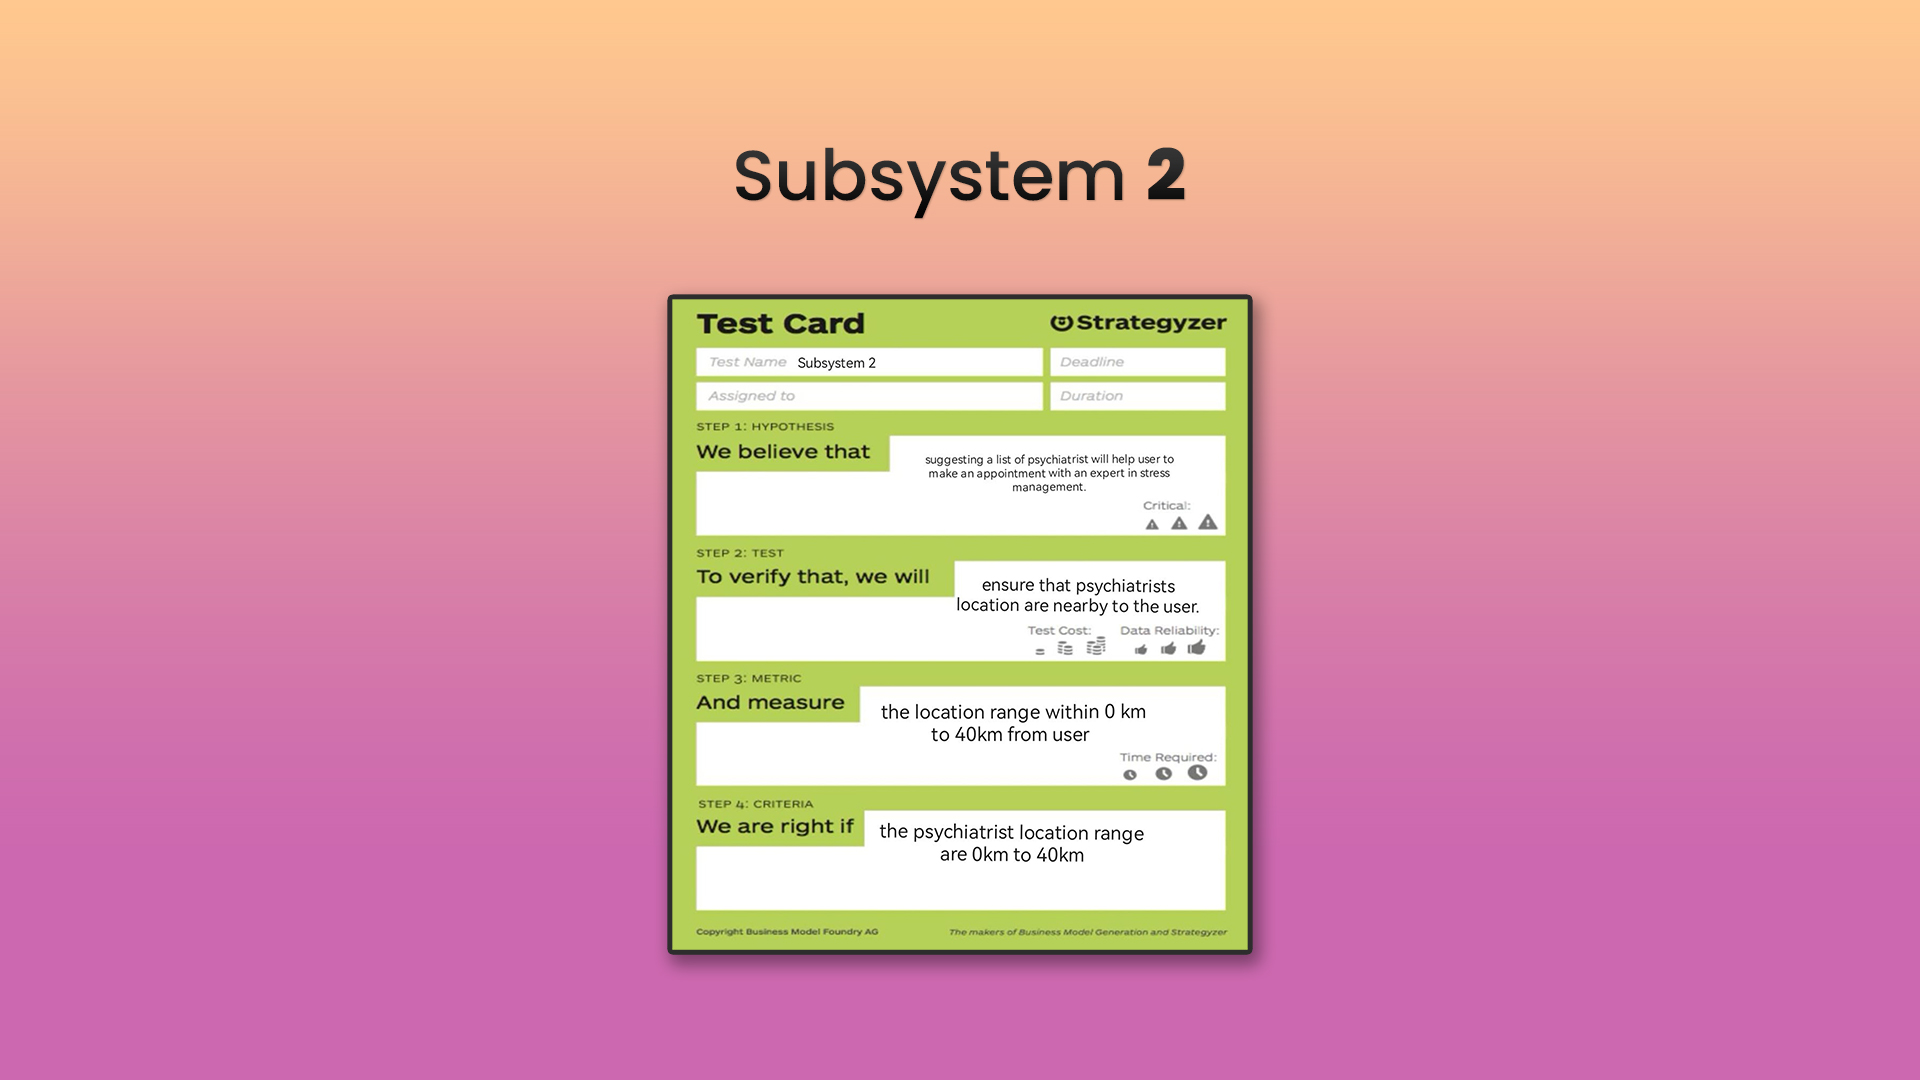 Subsystem 2
Test Card
Strategyzer
Test Name Subsystem 2
Deadline
Assigned to
Duration
STEP 1: HYPOTHESIS
We believe that
suggesting a list of psychiatrist will help user to
make an appointment with an expert in stress
management.
Critical:
STEP 2: TEST
To verify that, we will
ensure that psychiatrists
location are nearby to the user.
Test Cost:
Data Reliability:
STEP 3: METRIC
And measure
the location range within 0 km
to 40km from user
Time Required:
STEP 4: CRITERIA
We are right if
the psychiatrist location range
are 0km to 40km
Copyright Business Model Foundry AG
The makers of Business Model Generation and Strategyzer